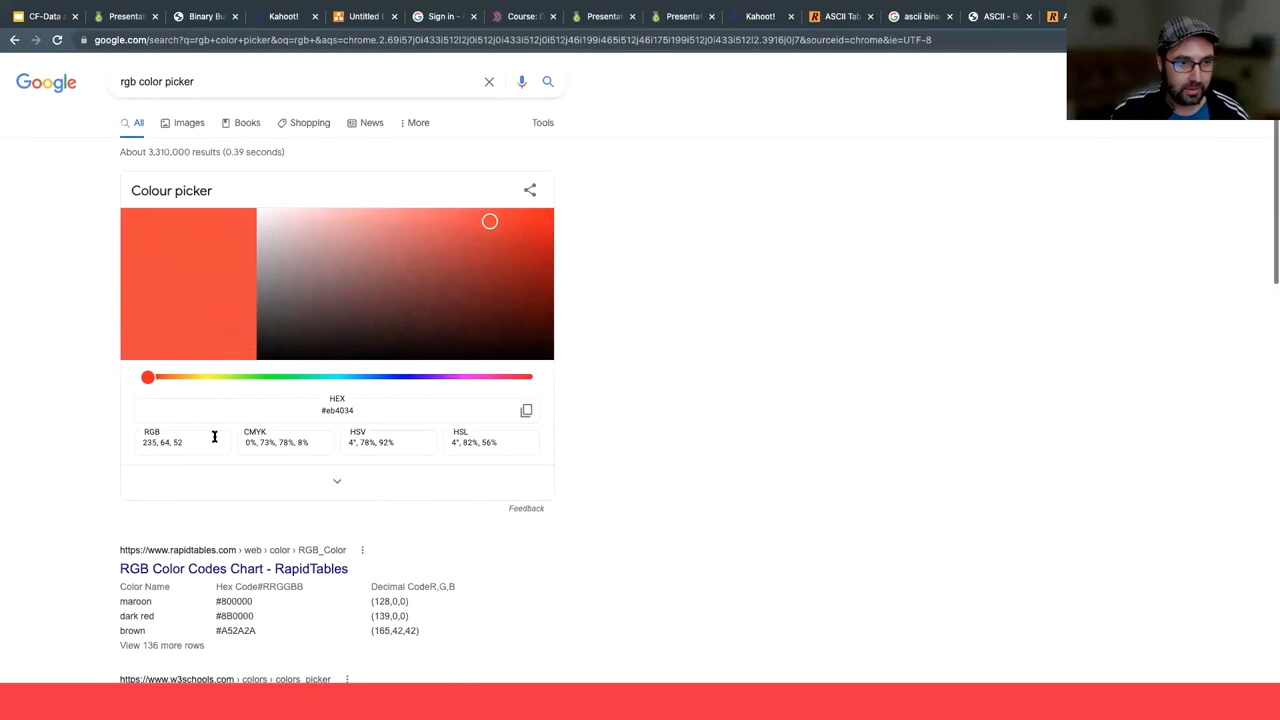 CF-Data a
Presenta
Binary Bu
Kahoot!
Untitled D
Sign in -
Course: I
Presenta
Presenta
Kahoot!
ASCII Tab
ascii bina
ASCII - B
google.com/search?q=rgb+color+picker&oq=rgb+&aqs=chrome.2.69i57j0i433i512l2j0i512j0i433i512j0i512j46i199i465i512j46i175i199i512j0i512l2.3916j0j7&sourceid=chrome&ie=UTF-8
Google
rgb color picker
All
Images
Books
Shopping
News
More
Tools
About 3,310,000 results (0.39 seconds)
Colour picker
HEX
#eb4034
RGB
235, 64, 52
CMYK
0%, 73%, 78%, 8%
HSV
4°, 78%, 92%
HSL
4°, 82%, 56%
Feedback
https://www.rapidtables.com › web › color › RGB_Color
RGB Color Codes Chart - RapidTables
Color Name Hex Code#RRGGBB Decimal CodeR,G,B
maroon #800000 (128,0,0)
dark red #8B0000 (139,0,0)
brown #A52A2A (165,42,42)
View 136 more rows
https://www.w3schools.com › colors › colors_picker